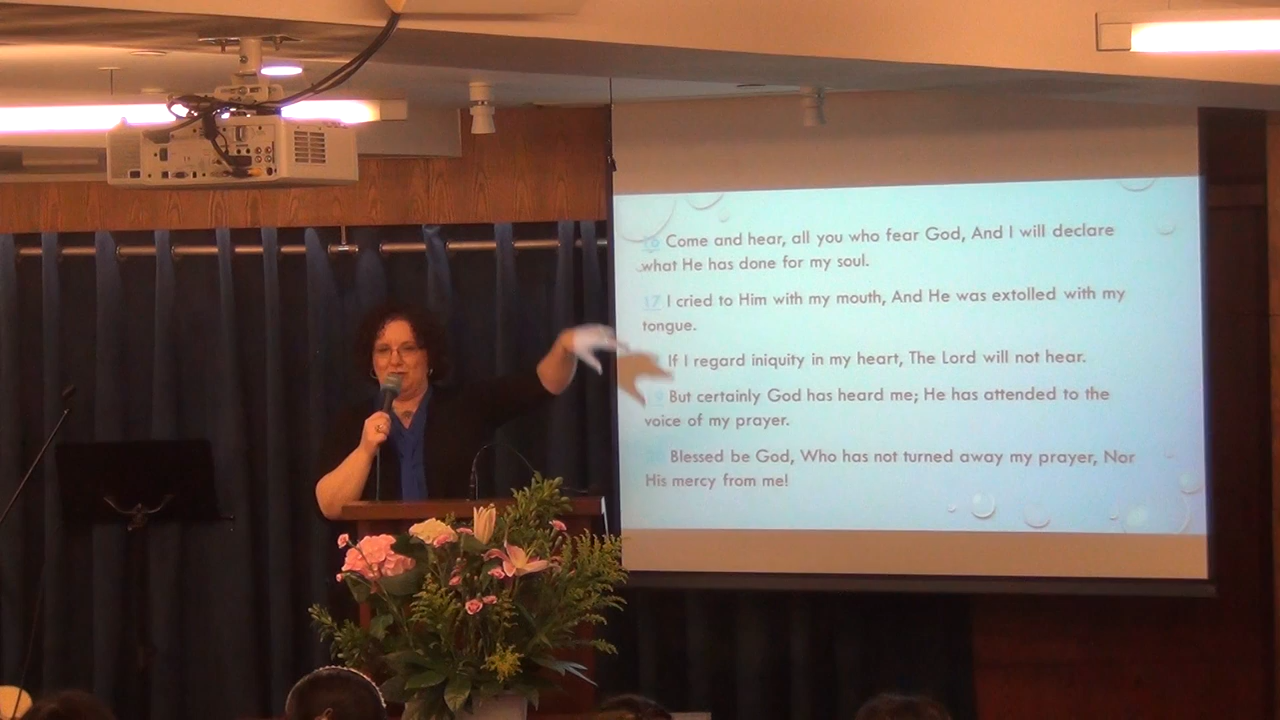 16 Come and hear, all you who fear God, And I will declare
what He has done for my soul.
17 I cried to Him with my mouth, And He was extolled with my
tongue.
If I regard iniquity in my heart, The Lord will not hear.
19 But certainly God has heard me; He has attended to the
voice of my prayer.
Blessed be God, Who has not turned away my prayer, Nor
His mercy from me!